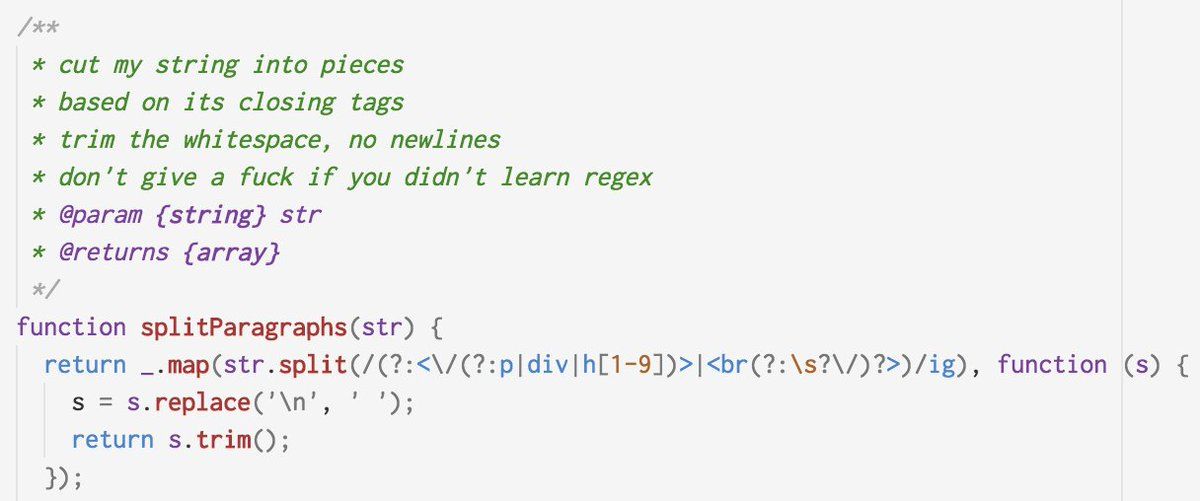 /**
* cut my string into pieces
* based on its closing tags
* trim the whitespace, no newlines
* don't give a fuck if you didn't learn regex
* @param {string} str
* @returns {array}
*/
function splitParagraphs(str) {
return _.map(str.split(/(?:<\/(?:p|div|h[1-9])>|<br(?:\s?\/)?>)/ig), function (s) {
s = s.replace('\n', ' ');
return s.trim();
});